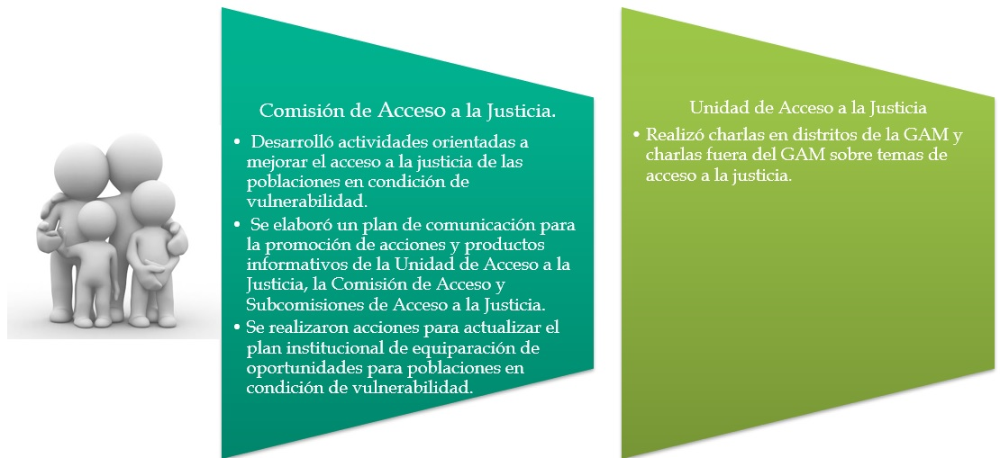 Comisión de Acceso a la Justicia.
• Desarrolló actividades orientadas a
mejorar el acceso a la justicia de las
poblaciones en condición de
vulnerabilidad.
• Se elaboró un plan de comunicación para
la promoción de acciones y productos
informativos de la Unidad de Acceso a la
Justicia, la Comisión de Acceso y
Subcomisiones de Acceso a la Justicia.
• Se realizaron acciones para actualizar el
plan institucional de equiparación de
oportunidades para poblaciones en
condición de vulnerabilidad.
Unidad de Acceso a la Justicia
• Realizó charlas en distritos de la GAM y
charlas fuera del GAM sobre temas de
acceso a la justicia.